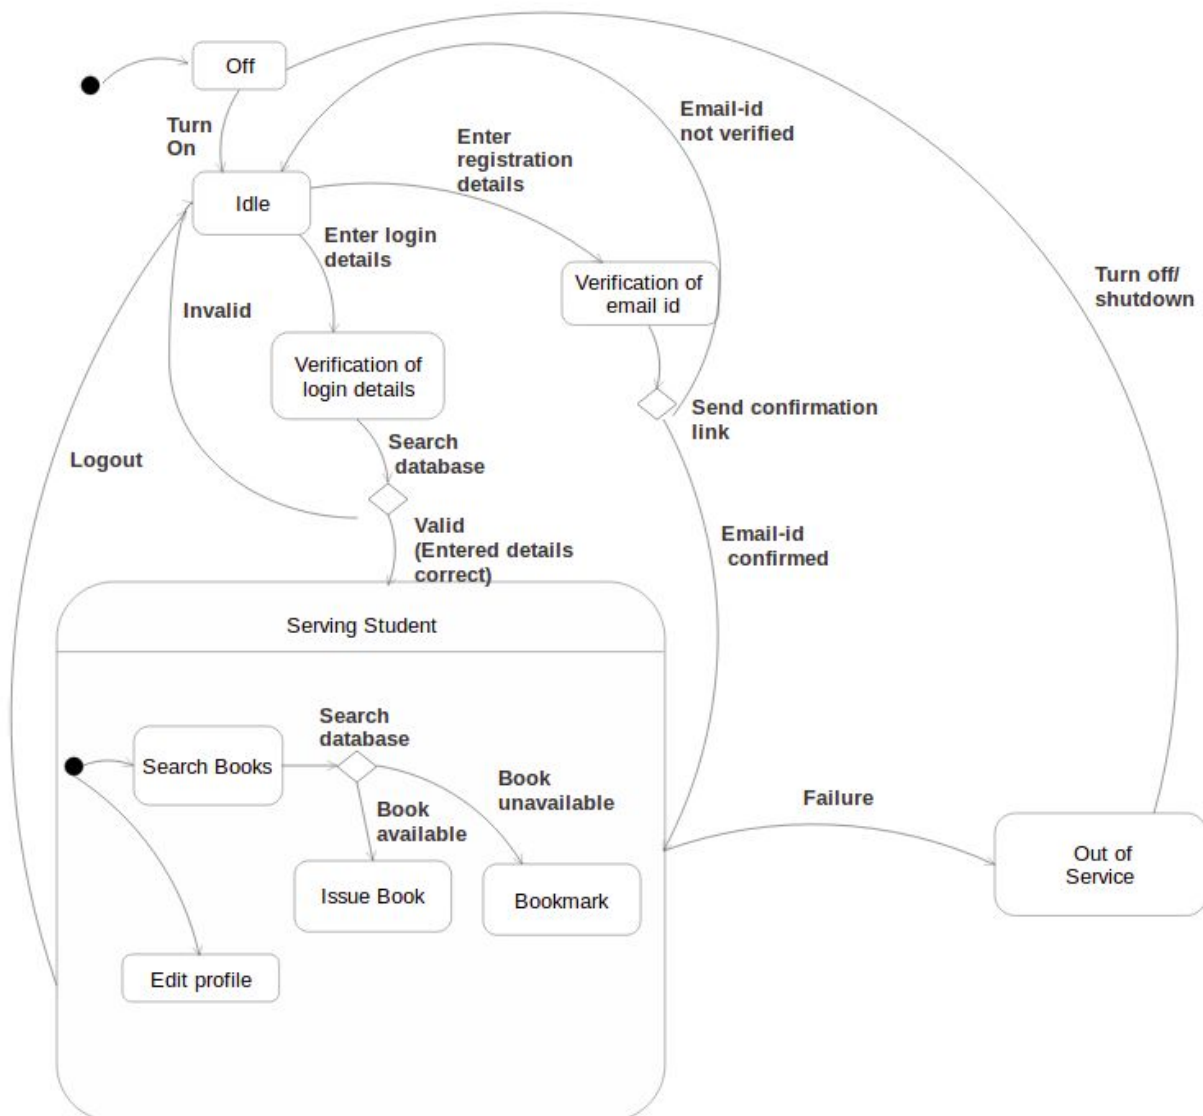 Off
Turn
On
Email-id
not verified
Enter
registration
details
Idle
Enter login
details
Verification of
email id
Turn off/
shutdown
Invalid
Verification of
login details
Send confirmation
link
Search
database
Logout
Valid
(Entered details
correct)
Email-id
confirmed
Serving Student
Search
database
Search Books
Book
unavailable
Book
available
Failure
Issue Book
Bookmark
Out of
Service
Edit profile